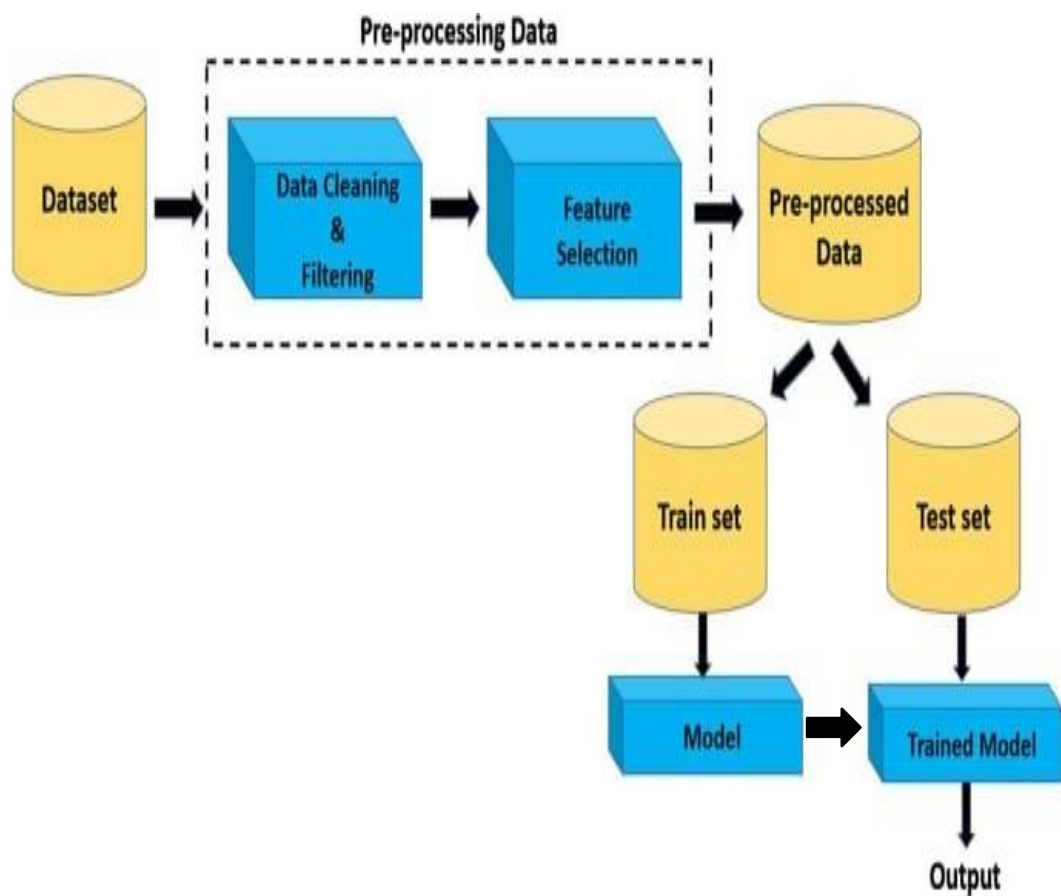 Pre-processing Data
Dataset
Data Cleaning
&
Filtering
Feature
Selection
Pre-processed
Data
Train set
Test set
Model
Trained Model
Output